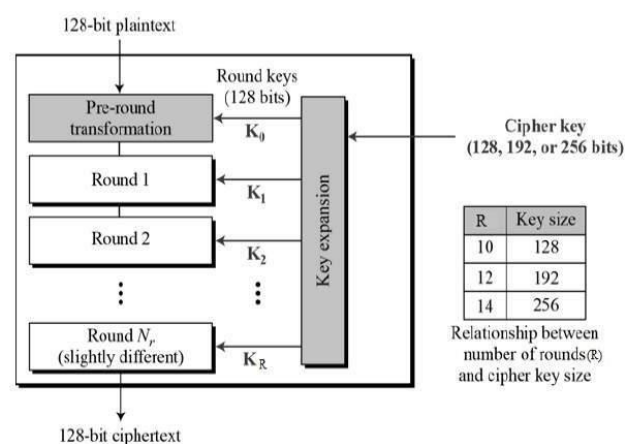 128-bit plaintext
Round keys
(128 bits)
Pre-round
transformation
K0
Cipher key
(128, 192, or 256 bits)
Round 1
K1
Round 2
K2
Key expansion
Round Nr
(slightly different)
KR
128-bit ciphertext
R Key size
10 128
12 192
14 256
Relationship between
number of rounds(R)
and cipher key size